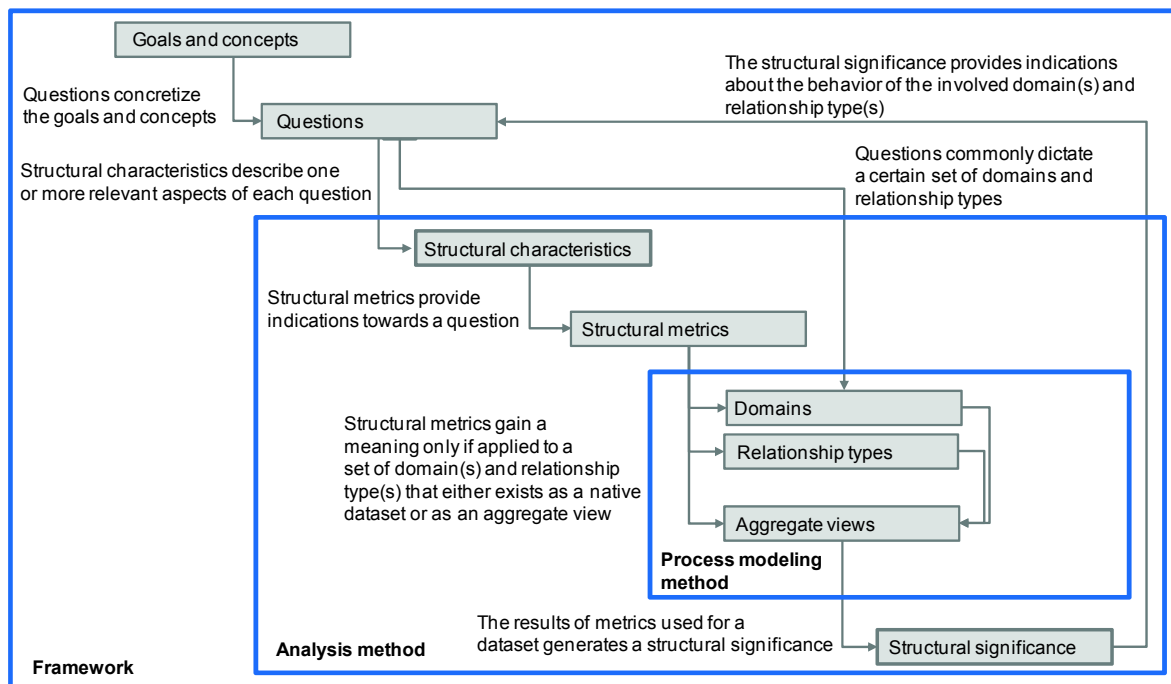 Goals and concepts
The structural significance provides indications
about the behavior of the involved domain(s) and
relationship type(s)
Questions concretize
the goals and concepts
Questions
Structural characteristics describe one
or more relevant aspects of each question
Questions commonly dictate
a certain set of domains and
relationship types
Structural characteristics
Structural metrics provide
indications towards a question
Structural metrics
Domains
Structural metrics gain a
meaning only if applied to a
set of domain(s) and relationship
type(s) that either exists as a native
dataset or as an aggregate view
Relationship types
Aggregate views
Process modeling
method
The results of metrics used for a
dataset generates a structural significance
Structural significance
Analysis method
Framework